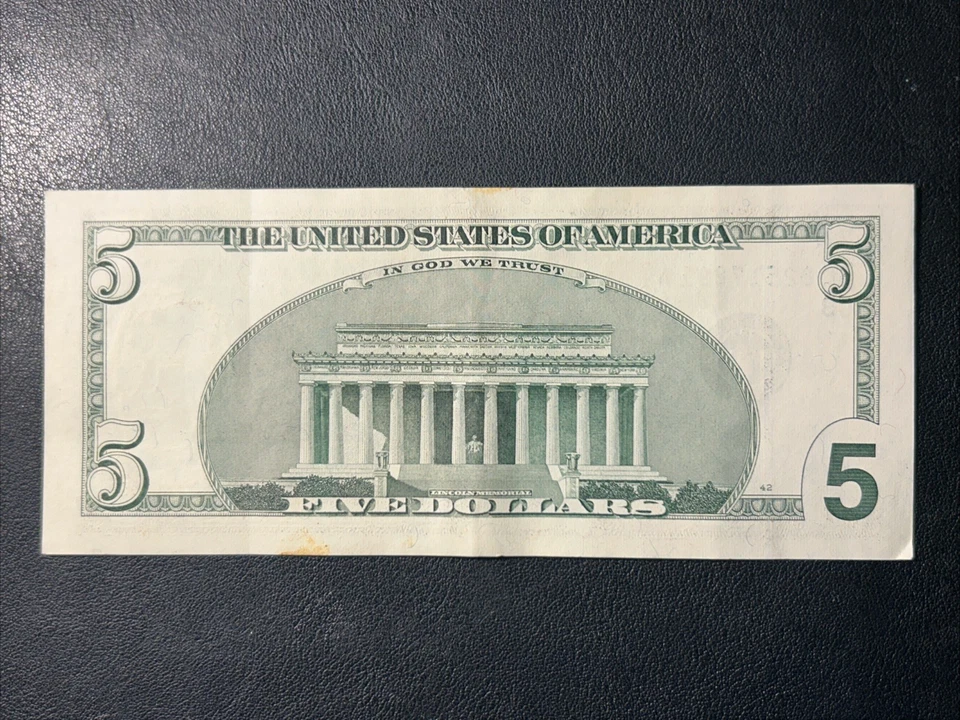 5 THE UNITED STATES OF AMERICA 5
IN GOD WE TRUST
42
LINCOLN MEMORIAL
5 FIVE DOLLARS 5